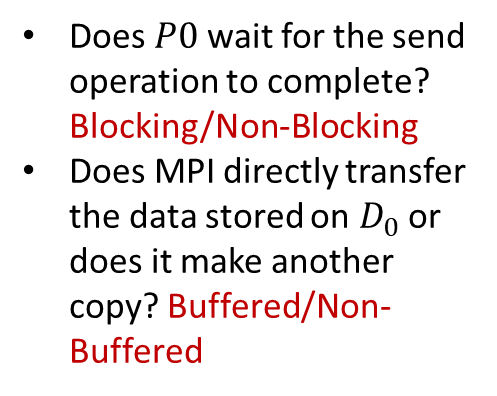 • Does P0 wait for the send
operation to complete?
Blocking/Non-Blocking
• Does MPI directly transfer
the data stored on D₀ or
does it make another
copy? Buffered/Non-
Buffered